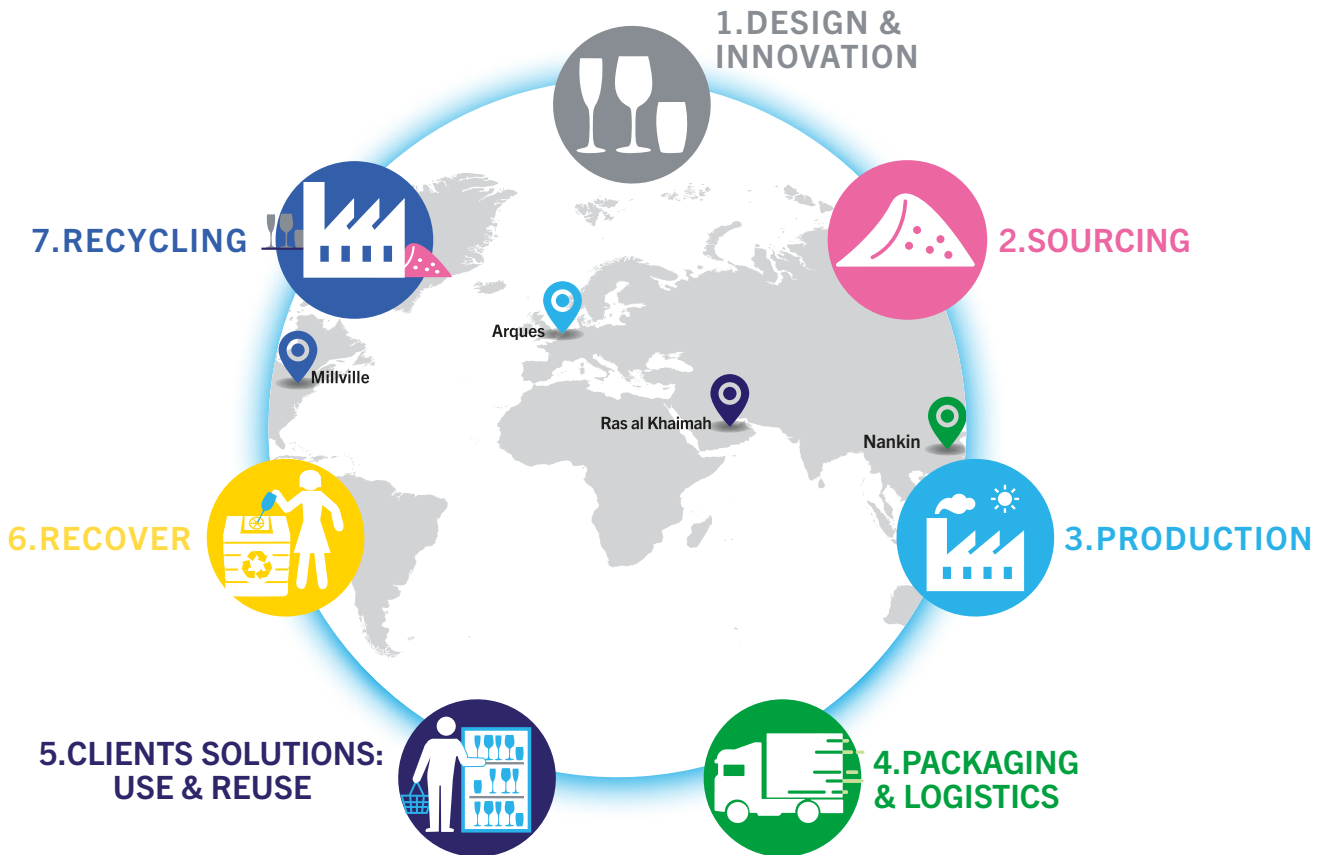 1.DESIGN &
INNOVATION
7.RECYCLING
2.SOURCING
Arques
Millville
Ras al Khaimah
Nankin
6.RECOVER
3.PRODUCTION
5.CLIENTS SOLUTIONS:
USE & REUSE
4.PACKAGING
& LOGISTICS